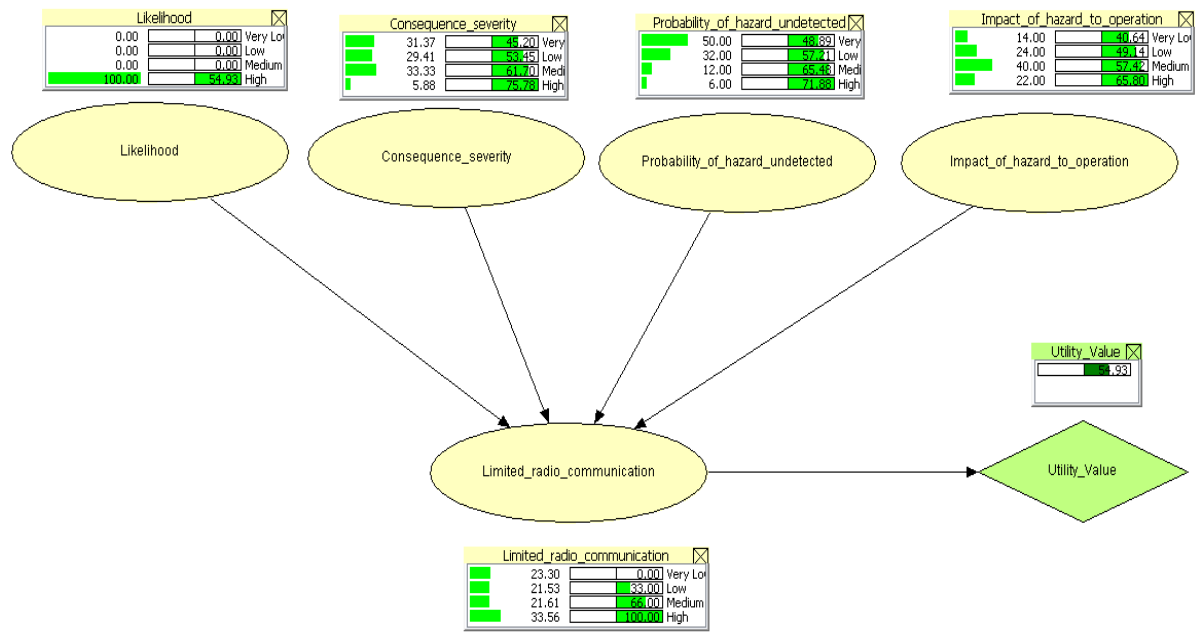 Likelihood
0.00 0.00 Very Lo
0.00 0.00 Low
0.00 0.00 Medium
100.00 54.93 High
Consequence_severity
31.37 45.20 Very
29.41 53.45 Low
33.33 61.70 Medi
5.88 75.78 High
Probability_of_hazard_undetected
50.00 48.89 Very
32.00 57.21 Low
12.00 65.48 Medi
6.00 71.88 High
Impact_of_hazard_to_operation
14.00 40.64 Very Lo
24.00 49.14 Low
40.00 57.42 Medium
22.00 65.80 High
Likelihood
Consequence_severity
Probability_of_hazard_undetected
Impact_of_hazard_to_operation
Utility_Value
54.93
Limited_radio_communication
Utility_Value
Limited_radio_communication
23.30 0.00 Very Lo
21.53 33.00 Low
21.61 66.00 Medium
33.56 100.00 High